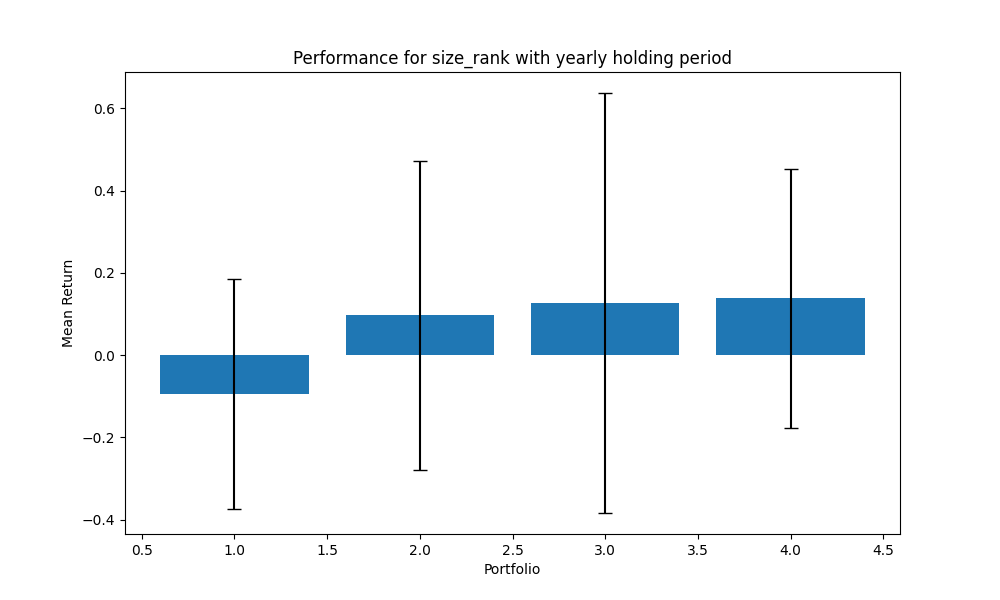 Performance for size_rank with yearly holding period
Mean Return
0.6
0.4
0.2
0.0
−0.2
−0.4
0.5 1.0 1.5 2.0 2.5 3.0 3.5 4.0 4.5
Portfolio